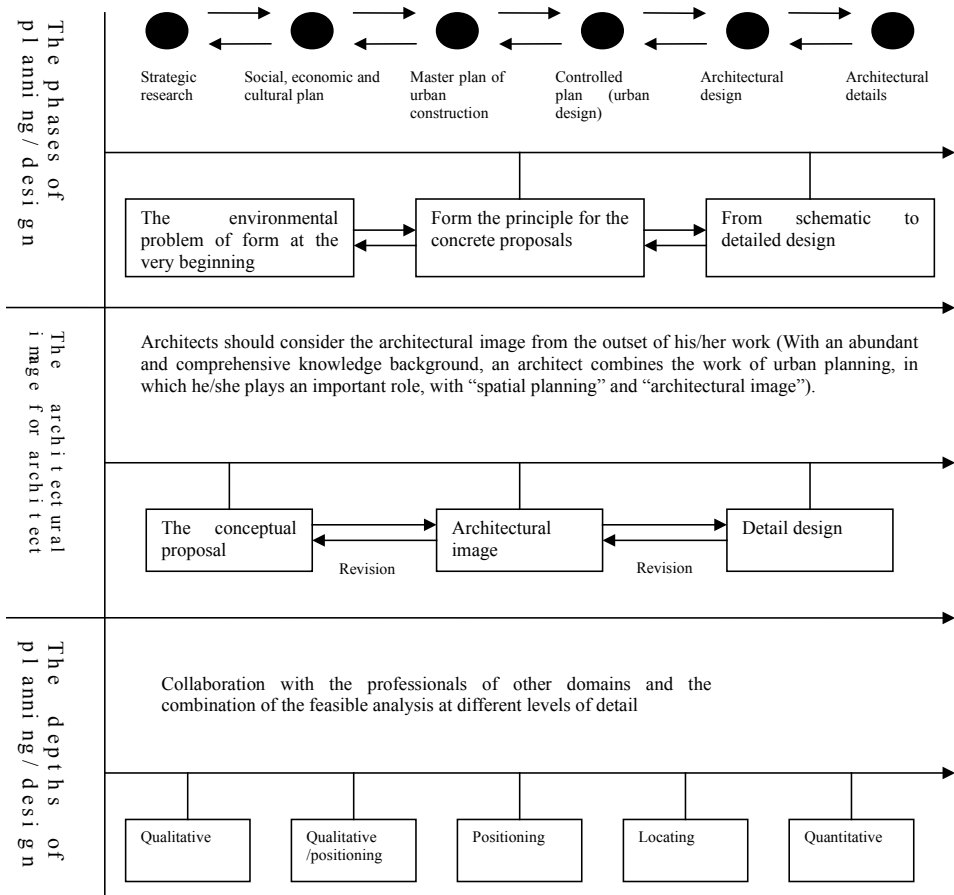 The phases of
planning/design
Strategic
research
Social, economic and
cultural plan
Master plan of
urban
construction
Controlled
plan (urban
design)
Architectural
design
Architectural
details
The environmental
problem of form at the
very beginning
Form the principle for the
concrete proposals
From schematic to
detailed design
The architectural
image for architect
Architects should consider the architectural image from the outset of his/her work (With an abundant
and comprehensive knowledge background, an architect combines the work of urban planning, in
which he/she plays an important role, with “spatial planning” and “architectural image”).
The conceptual
proposal
Revision
Architectural
image
Revision
Detail design
The depths of
planning/design
Collaboration with the professionals of other domains and the
combination of the feasible analysis at different levels of detail
Qualitative
Qualitative
/positioning
Positioning
Locating
Quantitative